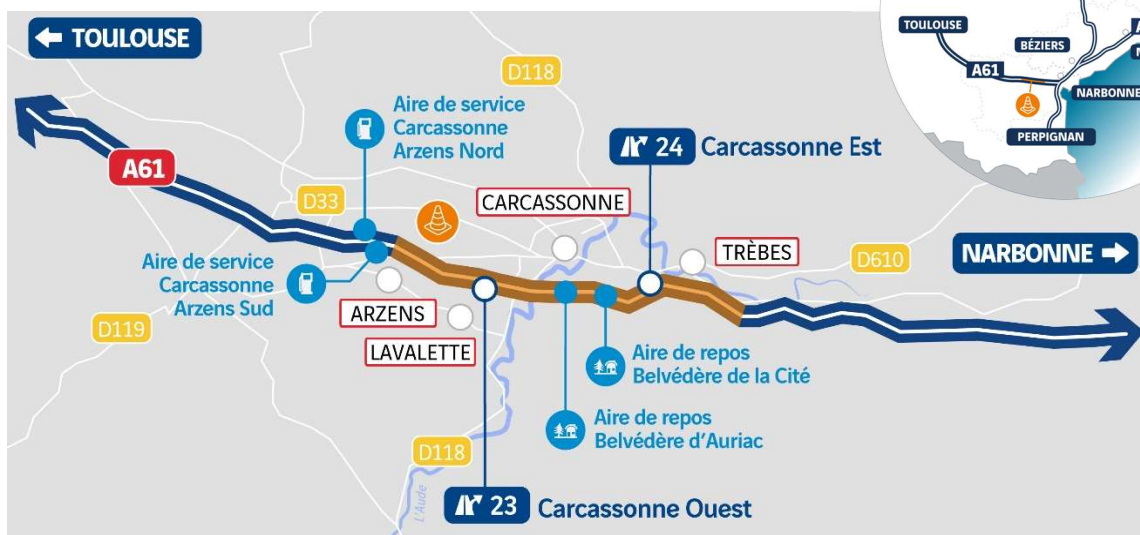 ← TOULOUSE
TOULOUSE
BÉZIERS
A61
NARBONNE
PERPIGNAN
D118
Aire de service
Carcassonne
Arzens Nord
24 Carcassonne Est
A61
D33
CARCASSONNE
TRÈBES
NARBONNE →
D610
Aire de service
Carcassonne
Arzens Sud
ARZENS
D119
LAVALETTE
Aire de repos
Belvédère de la Cité
Aire de repos
Belvédère d'Auriac
D118
L'Aude
23 Carcassonne Ouest